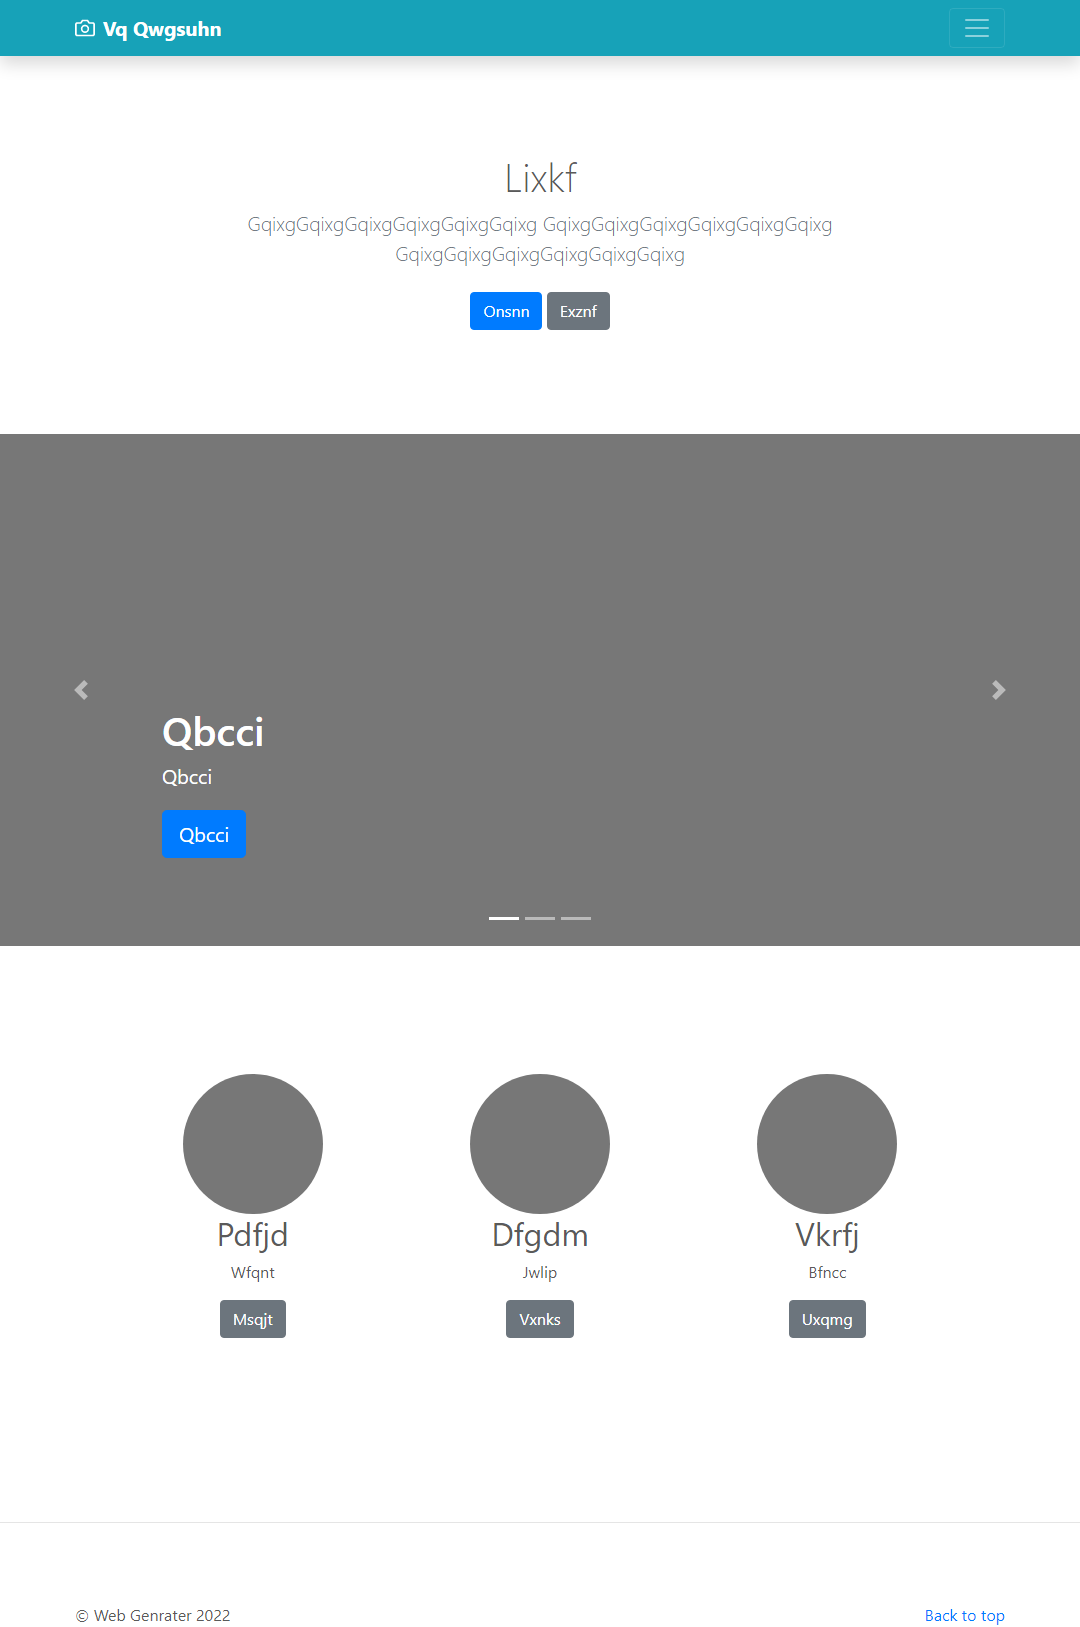 Vq Qwgsuhn
Lixkf
GqixgGqixgGqixgGqixgGqixgGqixg GqixgGqixgGqixgGqixgGqixgGqixg
GqixgGqixgGqixgGqixgGqixgGqixg
Onsnn Exznf
Qbcci
Qbcci
Qbcci
Pdfjd Dfgdm Vkrfj
Wfqnt Jwlip Bfncc
Msqjt Vxnks Uxqmg
© Web Genrater 2022 Back to top